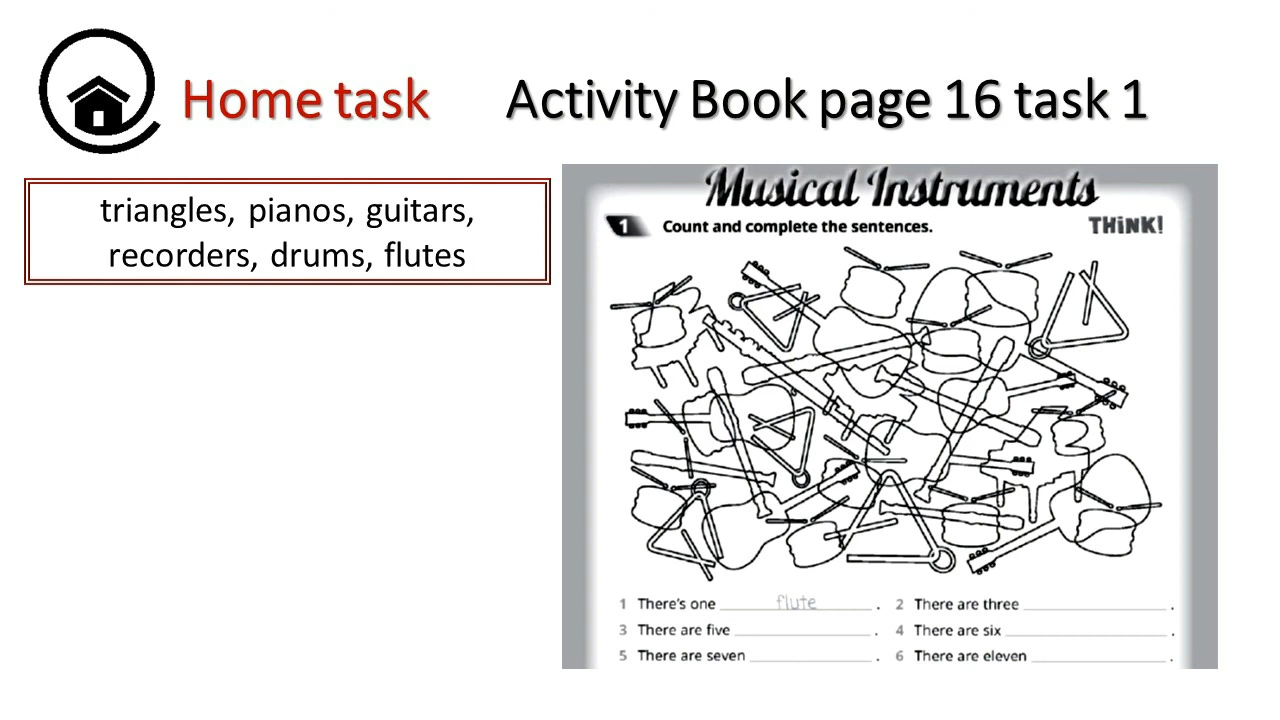 Home task Activity Book page 16 task 1
triangles, pianos, guitars,
recorders, drums, flutes
Musical Instruments
1 Count and complete the sentences. THiNK!
1 There's one flute . 2 There are three .
3 There are five . 4 There are six .
5 There are seven . 6 There are eleven .